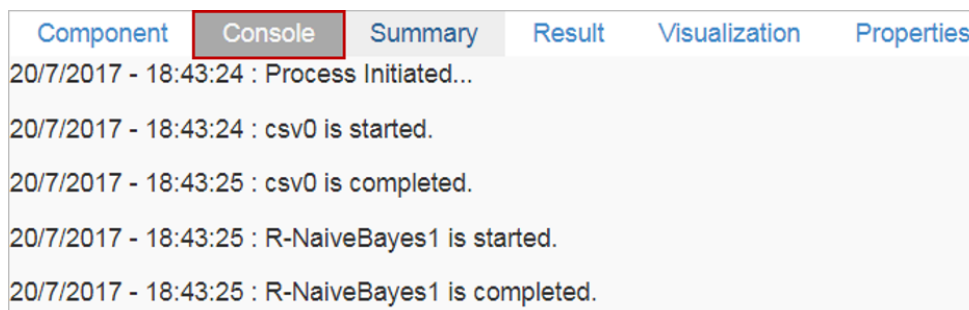 Component Console Summary Result Visualization Properties
20/7/2017 - 18:43:24 : Process Initiated...
20/7/2017 - 18:43:24 : csv0 is started.
20/7/2017 - 18:43:25 : csv0 is completed.
20/7/2017 - 18:43:25 : R-NaiveBayes1 is started.
20/7/2017 - 18:43:25 : R-NaiveBayes1 is completed.